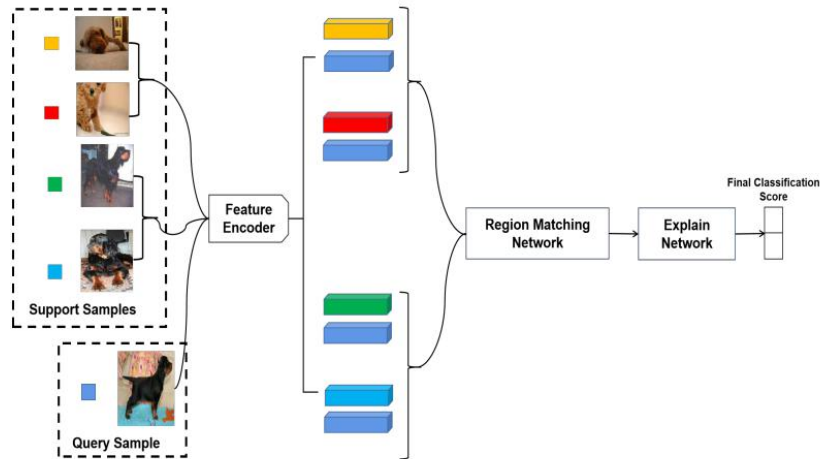 Support Samples
Query Sample
Feature
Encoder
Region Matching
Network
Explain
Network
Final Classification
Score